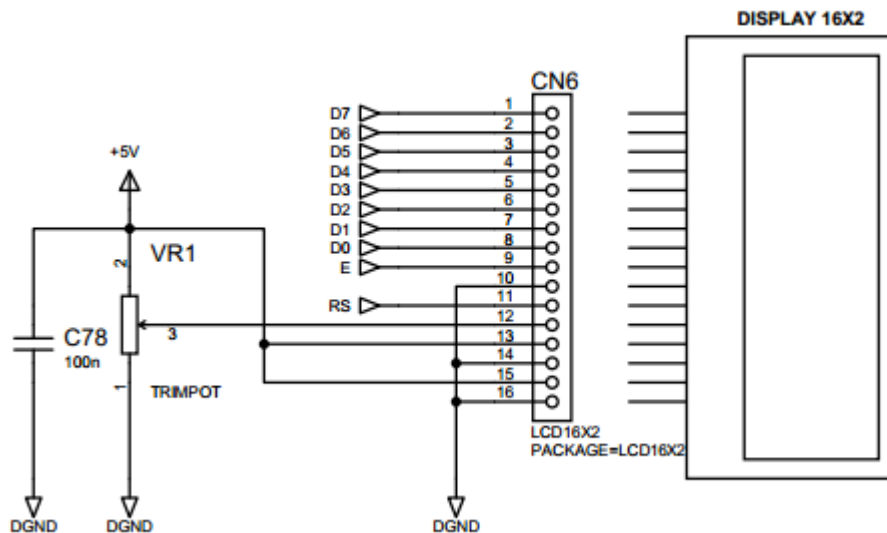 DISPLAY 16X2
CN6
D7 1
D6 2
D5 3
D4 4
D3 5
D2 6
D1 7
D0 8
E 9
10
RS 11
12
13
14
15
16
+5V
2
VR1
3
C78
100n
1
TRIMPOT
LCD16X2
PACKAGE=LCD16X2
DGND
DGND
DGND